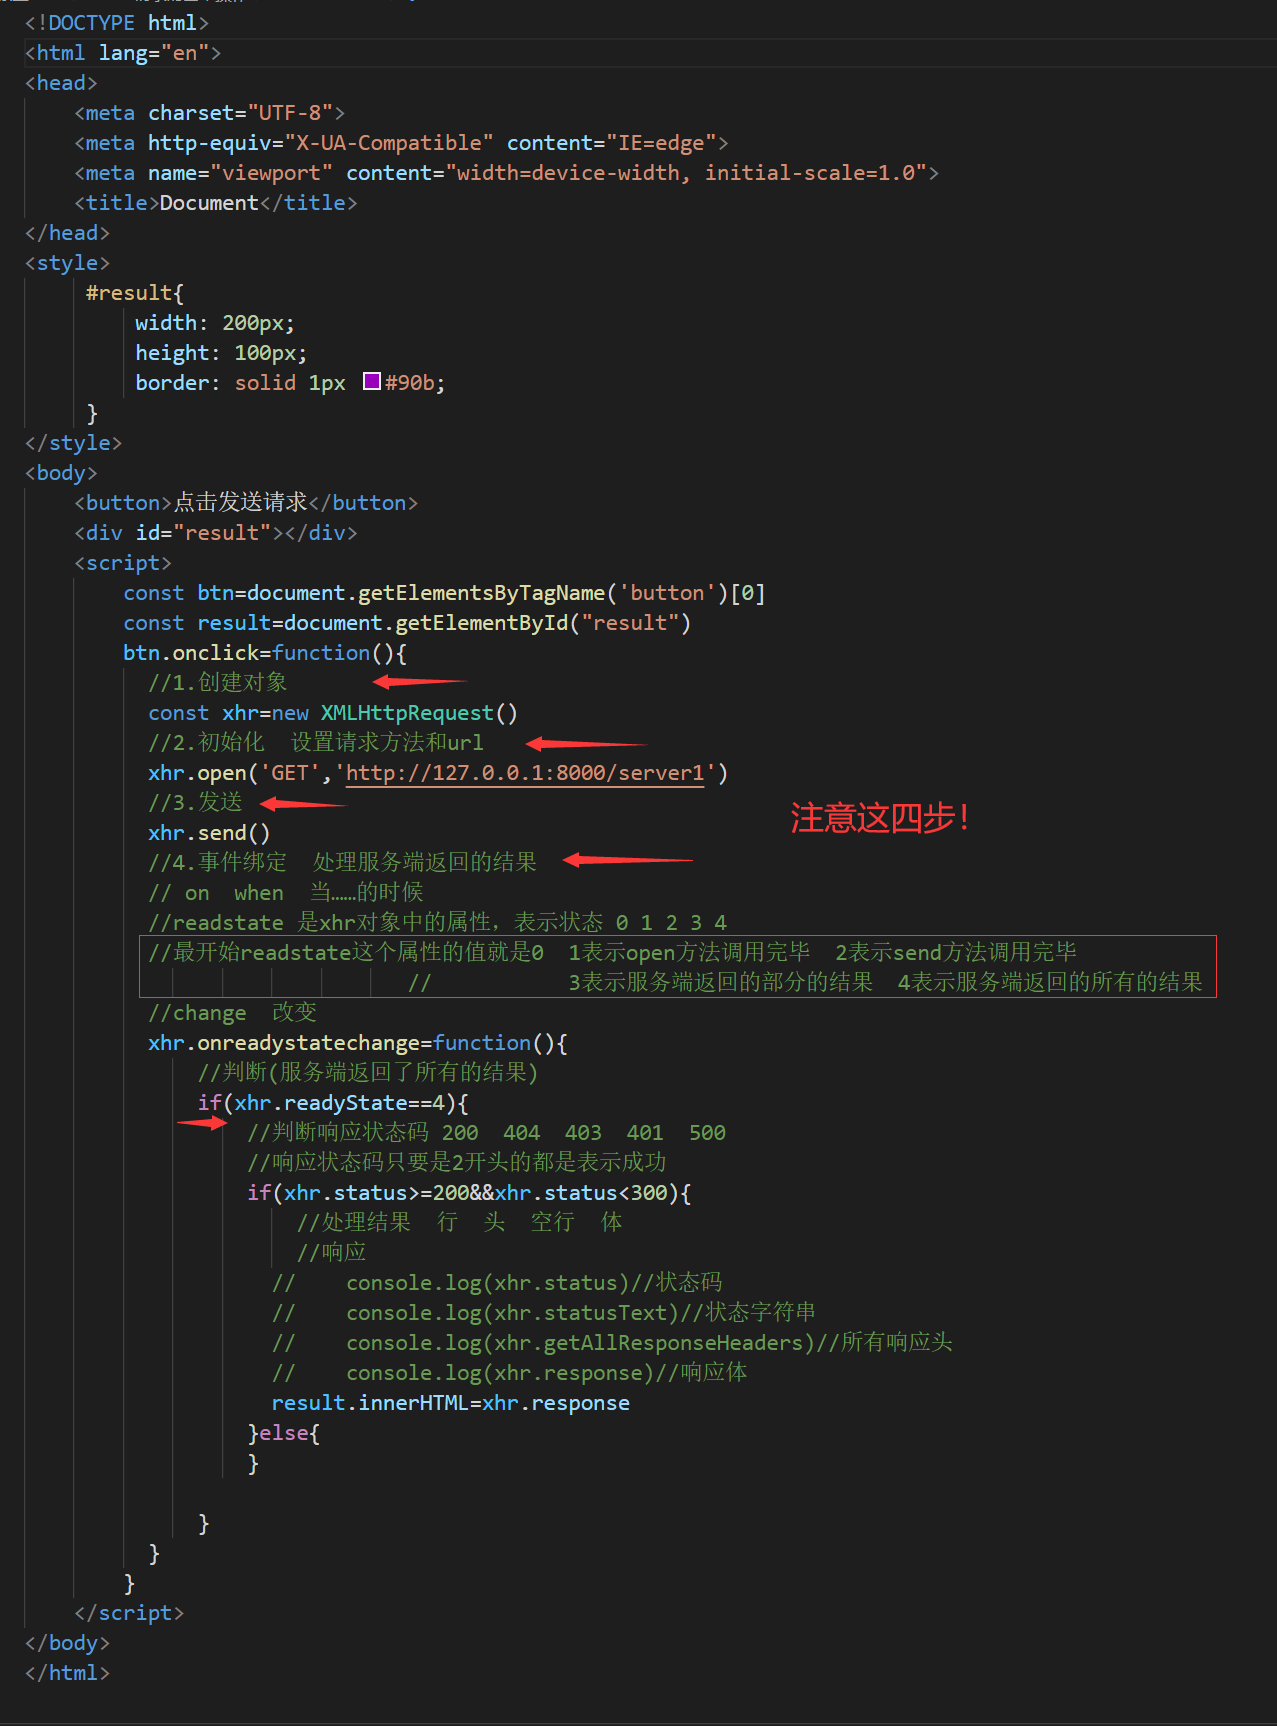 <!DOCTYPE html>
<html lang="en">
<head>
    <meta charset="UTF-8">
    <meta http-equiv="X-UA-Compatible" content="IE=edge">
    <meta name="viewport" content="width=device-width, initial-scale=1.0">
    <title>Document</title>
</head>
<style>
     #result{
         width: 200px;
         height: 100px;
         border: solid 1px #90b;
     }
</style>
<body>
    <button>点击发送请求</button>
    <div id="result"></div>
    <script>
        const btn=document.getElementsByTagName('button')[0]
        const result=document.getElementById("result")
        btn.onclick=function(){
          //1.创建对象
          const xhr=new XMLHttpRequest()
          //2.初始化  设置请求方法和url
          xhr.open('GET','http://127.0.0.1:8000/server1')
          //3.发送
          xhr.send()
注意这四步！
          //4.事件绑定  处理服务端返回的结果
          // on  when  当……的时候
          //readstate 是xhr对象中的属性，表示状态 0 1 2 3 4
          //最开始readstate这个属性的值就是0  1表示open方法调用完毕  2表示send方法调用完毕
                               //           3表示服务端返回的部分的结果  4表示服务端返回的所有的结果
          //change  改变
          xhr.onreadystatechange=function(){
              //判断(服务端返回了所有的结果)
              if(xhr.readyState==4){
                  //判断响应状态码 200  404  403  401  500
                  //响应状态码只要是2开头的都是表示成功
                  if(xhr.status>=200&&xhr.status<300){
                      //处理结果  行  头  空行  体
                      //响应
                    //    console.log(xhr.status)//状态码
                    //    console.log(xhr.statusText)//状态字符串
                    //    console.log(xhr.getAllResponseHeaders)//所有响应头
                    //    console.log(xhr.response)//响应体
                    result.innerHTML=xhr.response
                  }else{
                  }
              }
          }
        }
    </script>
</body>
</html>